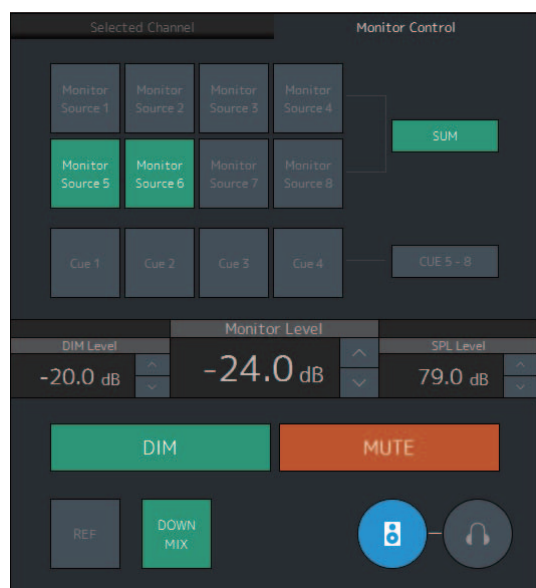 Selected Channel
Monitor Control
Monitor Source 1
Monitor Source 2
Monitor Source 3
Monitor Source 4
SUM
Monitor Source 5
Monitor Source 6
Monitor Source 7
Monitor Source 8
Cue 1
Cue 2
Cue 3
Cue 4
CUE 5 - 8
Monitor Level
DIM Level
SPL Level
-20.0 dB
-24.0 dB
79.0 dB
DIM
MUTE
REF
DOWN
MIX